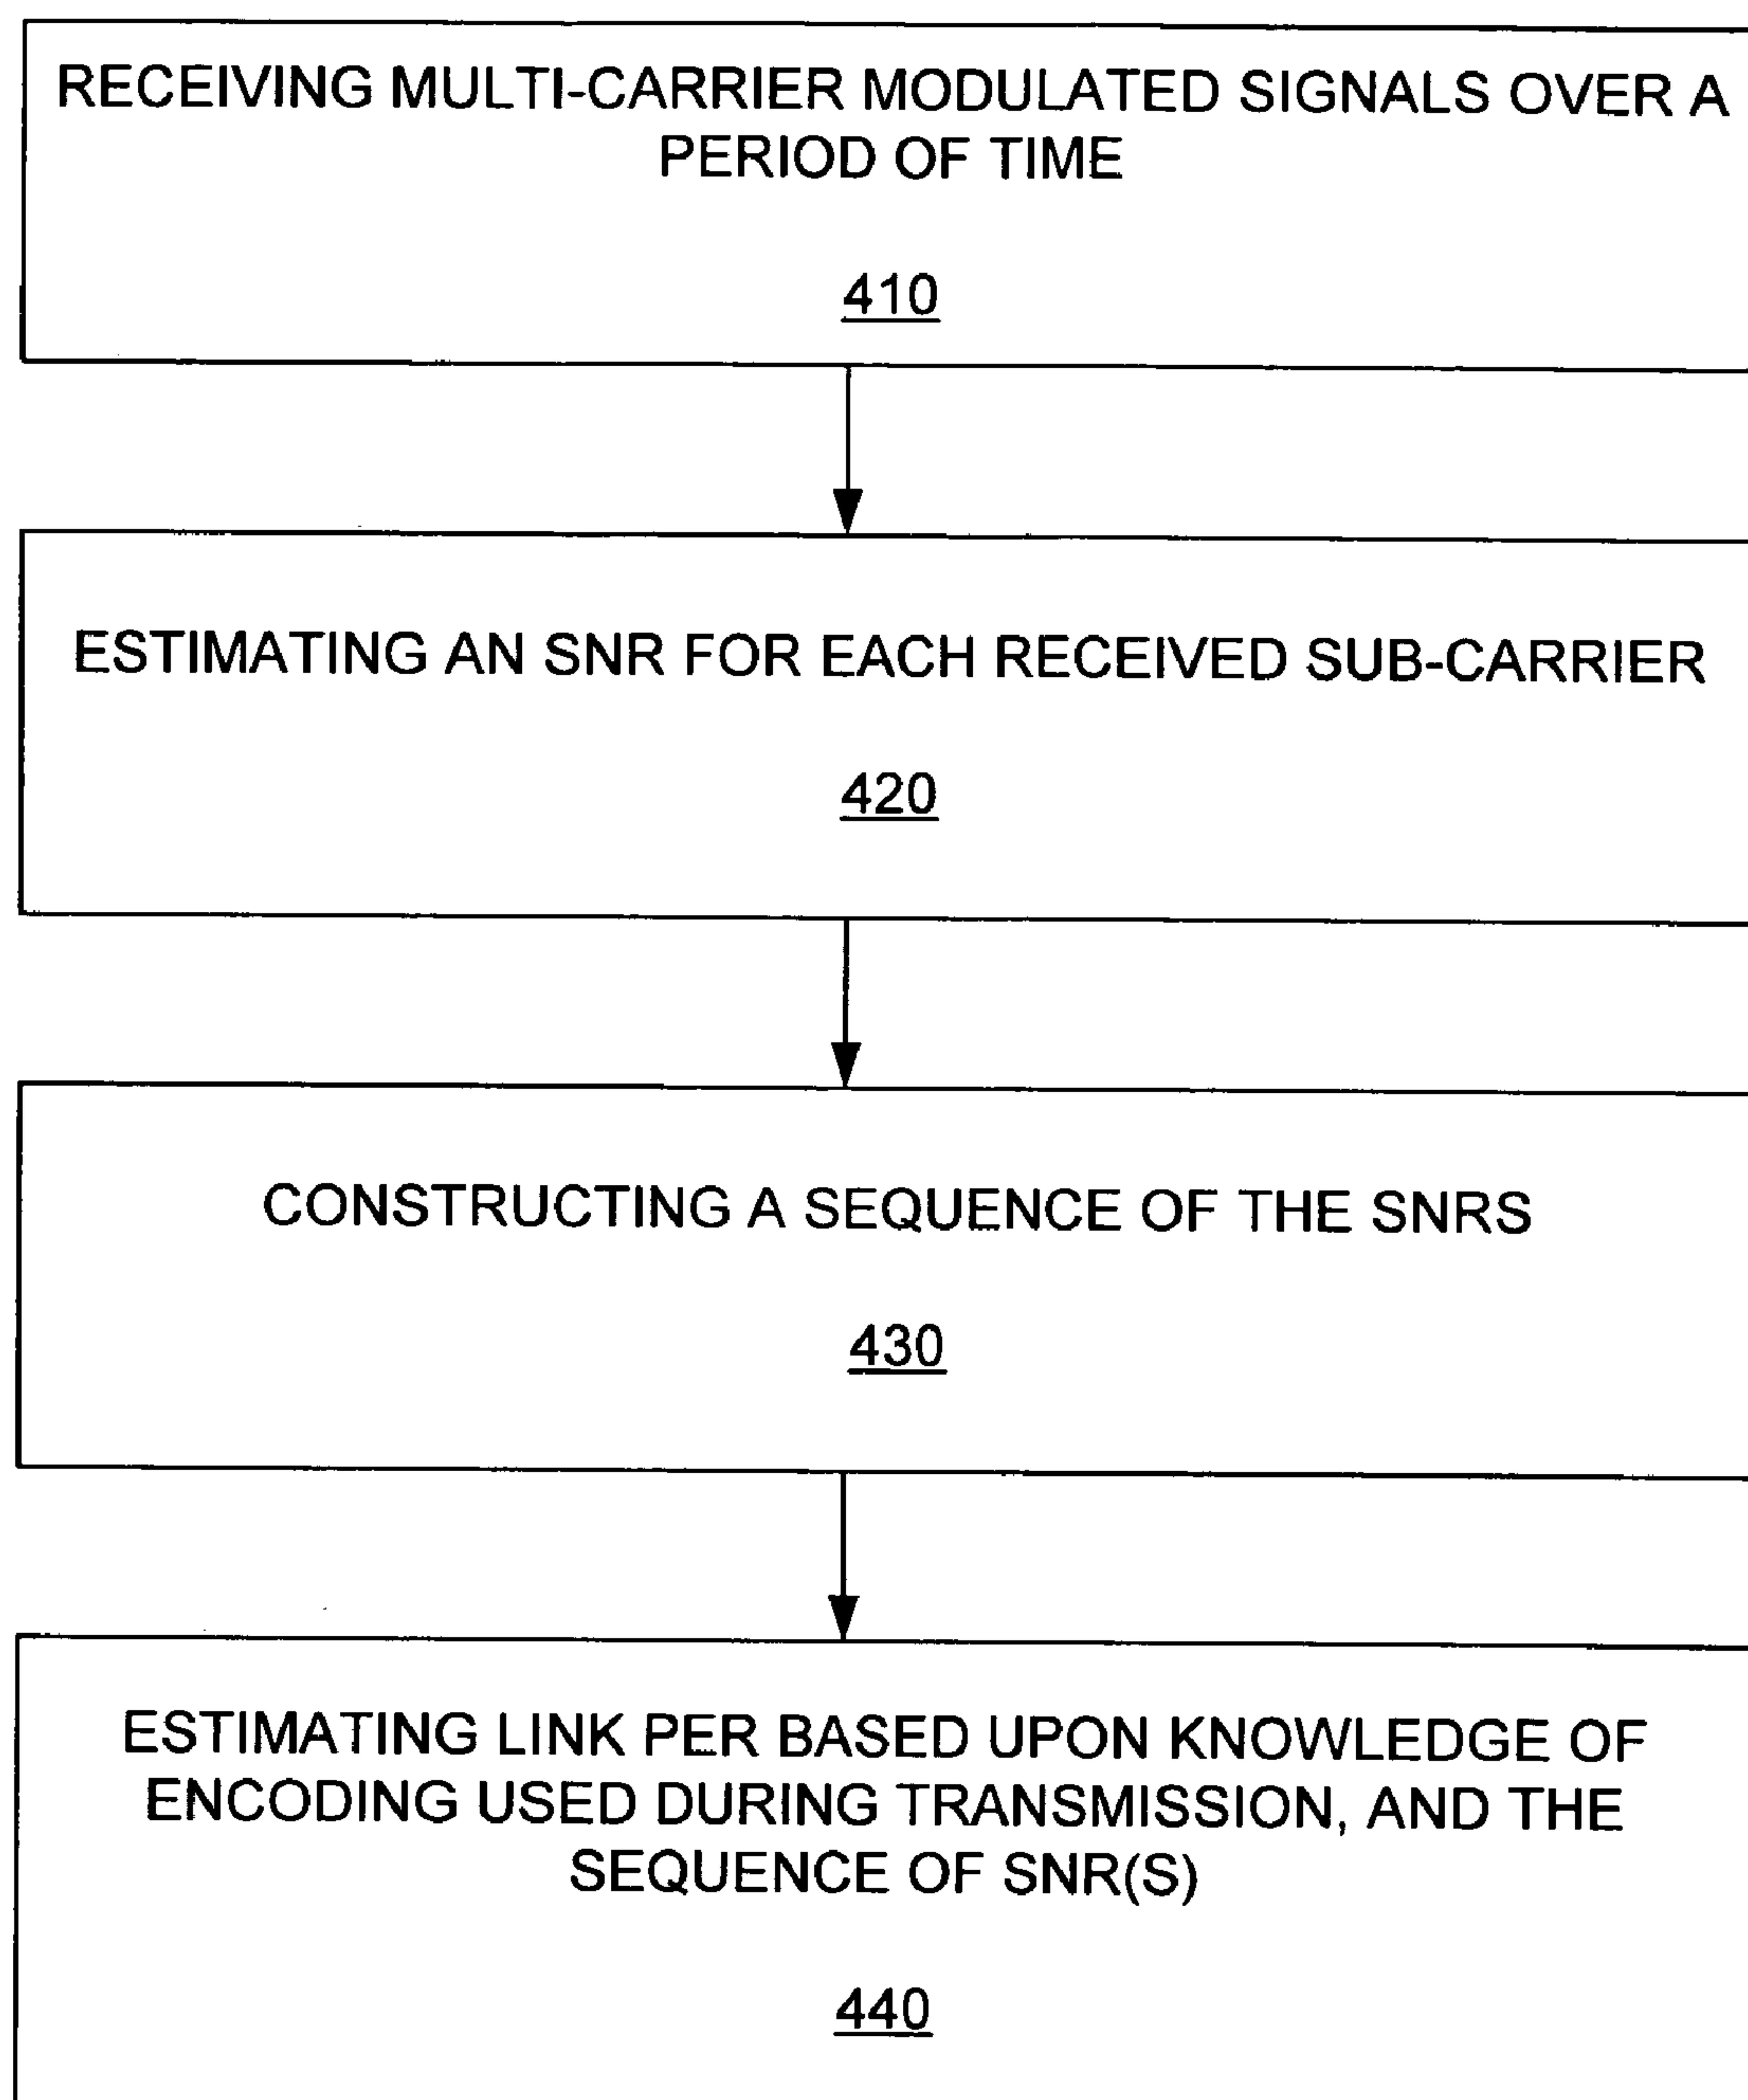 RECEIVING MULTI-CARRIER MODULATED SIGNALS OVER A
PERIOD OF TIME
410
ESTIMATING AN SNR FOR EACH RECEIVED SUB-CARRIER
420
CONSTRUCTING A SEQUENCE OF THE SNRS
430
ESTIMATING LINK PER BASED UPON KNOWLEDGE OF
ENCODING USED DURING TRANSMISSION, AND THE
SEQUENCE OF SNR(S)
440